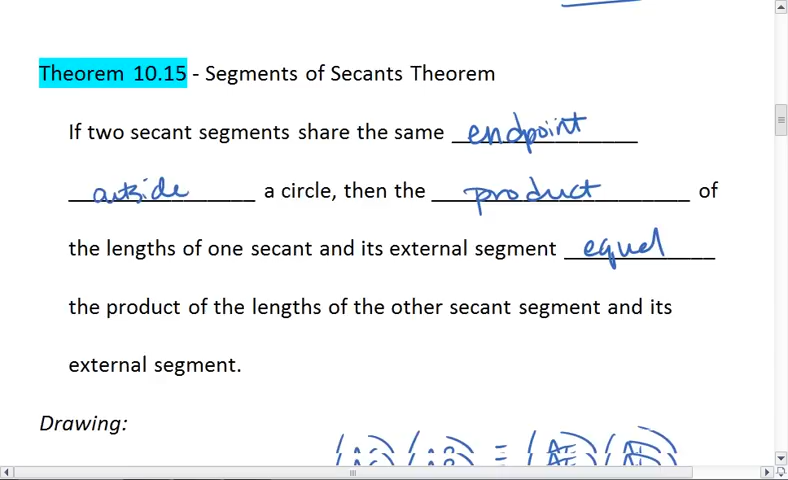 Theorem 10.15 - Segments of Secants Theorem
If two secant segments share the same endpoint
outside a circle, then the product of
the lengths of one secant and its external segment equal
the product of the lengths of the other secant segment and its
external segment.
Drawing: